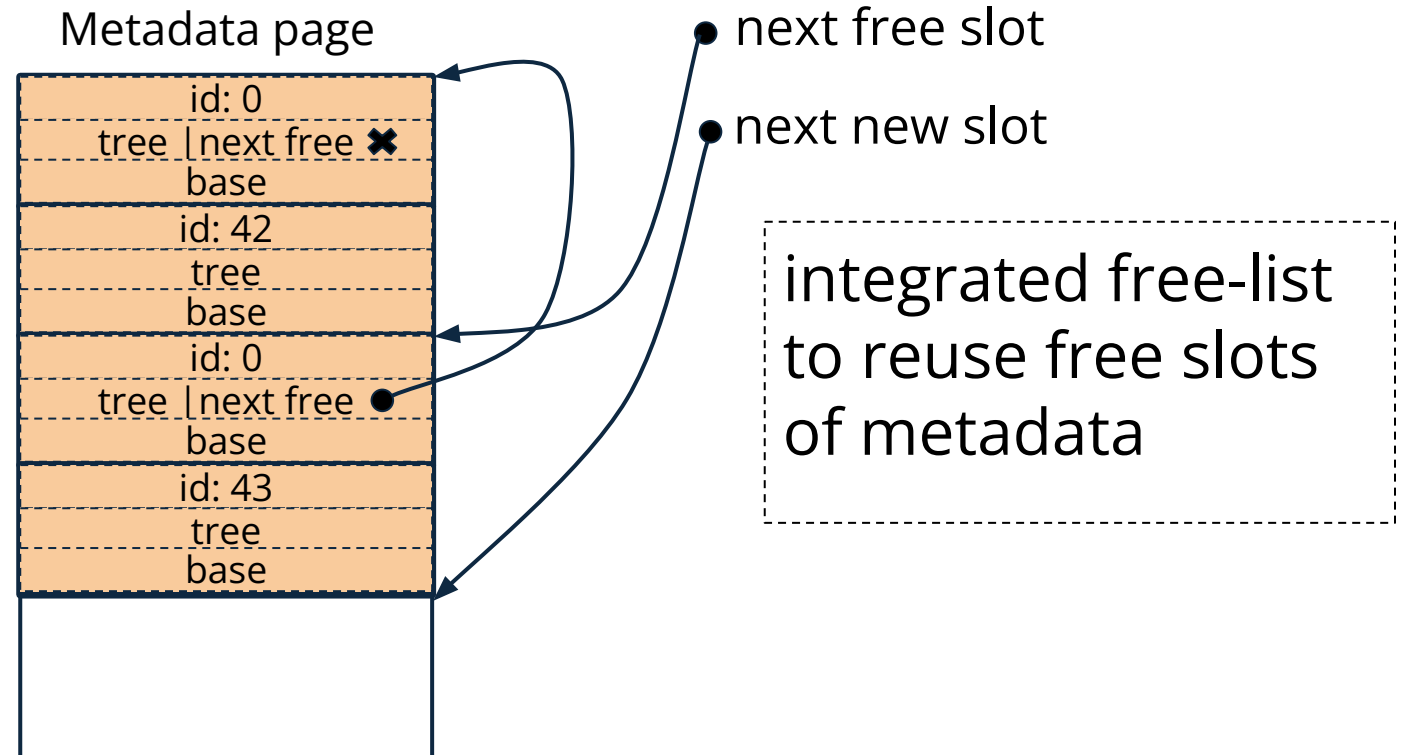 Metadata page
id: 0
tree |next free
base
id: 42
tree
base
id: 0
tree |next free
base
id: 43
tree
base
next free slot
next new slot
integrated free-list
to reuse free slots
of metadata